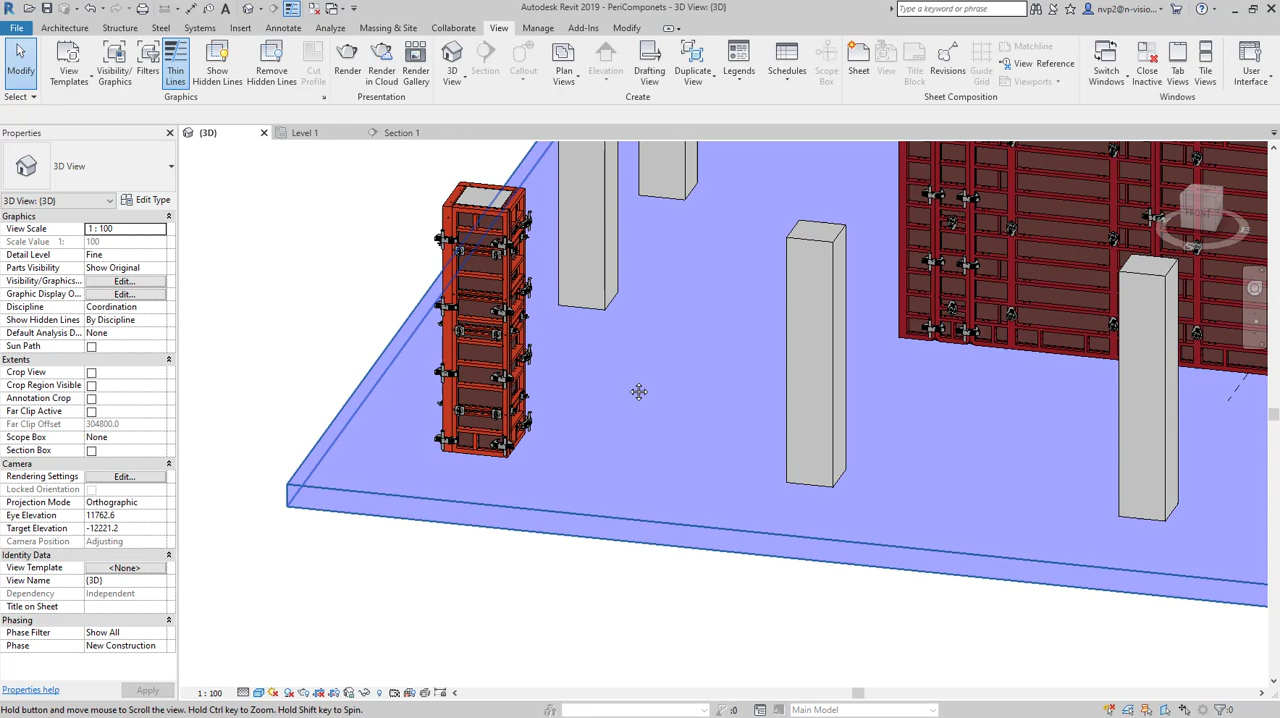 Autodesk Revit 2019 - PeriComponets - 3D View: {3D}
Type a keyword or phrase
nvp2@n-visio...
File Architecture Structure Steel Systems Insert Annotate Analyze Massing & Site Collaborate View Manage Add-Ins Modify
Modify
View Templates
Visibility/ Graphics
Filters
Thin Lines
Show Hidden Lines
Remove Hidden Lines
Cut Profile
Render
Render in Cloud
Render Gallery
3D View
Section
Callout
Plan Views
Elevation
Drafting View
Duplicate View
Legends
Schedules
Scope Box
Sheet
View
Title Block
Revisions
Guide Grid
Matchline
View Reference
Viewports
Switch Windows
Close Inactive
Tab Views
Tile Views
User Interface
Select Graphics Presentation Create Sheet Composition Windows
Properties
{3D}
Level 1
Section 1
3D View
3D View: {3D} Edit Type
Graphics
View Scale 1 : 100
Scale Value 1: 100
Detail Level Fine
Parts Visibility Show Original
Visibility/Graphics... Edit...
Graphic Display O... Edit...
Discipline Coordination
Show Hidden Lines By Discipline
Default Analysis D... None
Sun Path
Extents
Crop View
Crop Region Visible
Annotation Crop
Far Clip Active
Far Clip Offset 304800.0
Scope Box None
Section Box
Camera
Rendering Settings Edit...
Locked Orientation
Projection Mode Orthographic
Eye Elevation 11762.6
Target Elevation -12221.2
Camera Position Adjusting
Identity Data
View Template <None>
View Name {3D}
Dependency Independent
Title on Sheet
Phasing
Phase Filter Show All
Phase New Construction
FRONT
S
Properties help Apply
1 : 100
Hold button and move mouse to Scroll the view. Hold Ctrl key to Zoom. Hold Shift key to Spin.
:0
Main Model
:0